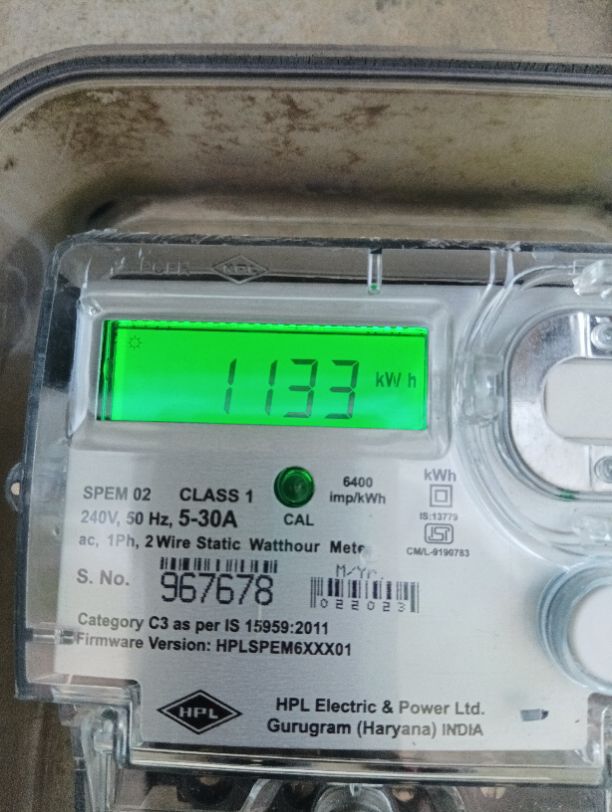 HPL
1133 kWh
SPEM 02 CLASS 1
6400 imp/kWh
kWh
240V, 50 Hz, 5-30A
CAL
IS:13779
ac, 1Ph, 2 Wire Static Watthour Meter
CM/L-9190783
S. No. 967678
M/Yr.
022023
Category C3 as per IS 15959:2011
Firmware Version: HPLSPEM6XXX01
HPL
HPL Electric & Power Ltd.
Gurugram (Haryana) INDIA